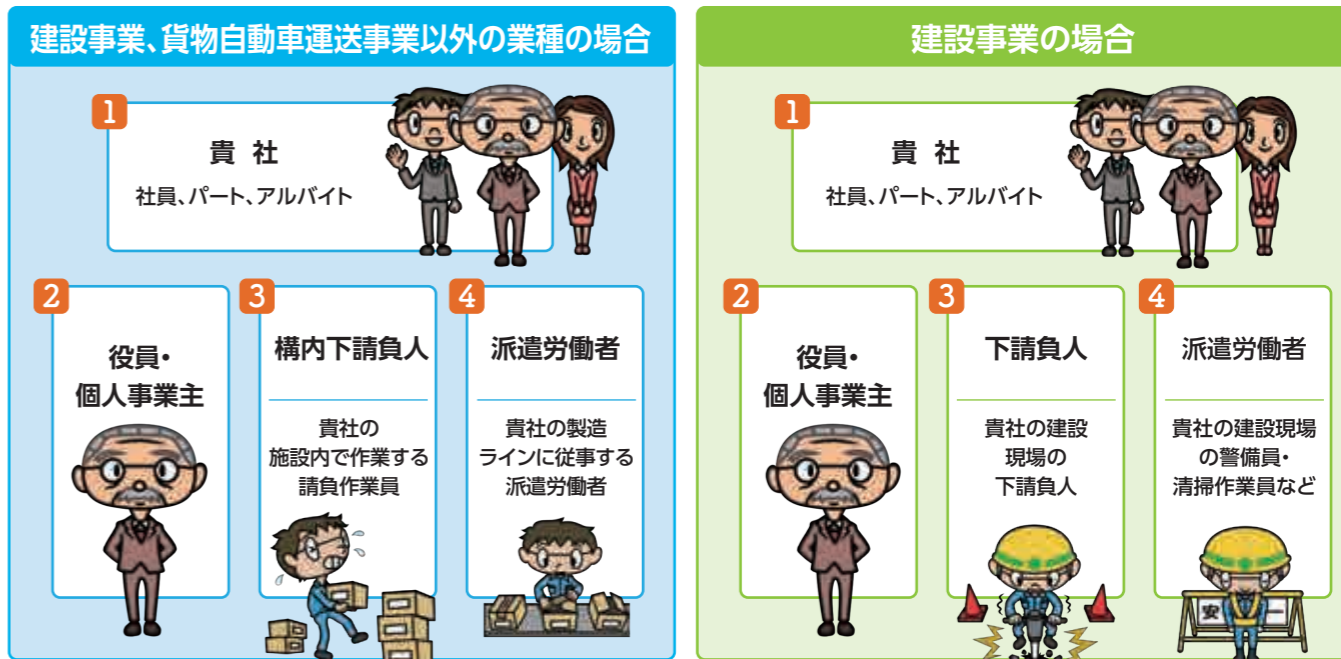 建設事業、貨物自動車運送事業以外の業種の場合
1
貴 社
社員、パート、アルバイト
2
役員・
個人事業主
3
構内下請負人
貴社の
施設内で作業する
請負作業員
4
派遣労働者
貴社の製造
ラインに従事する
派遣労働者
建設事業の場合
1
貴 社
社員、パート、アルバイト
2
役員・
個人事業主
3
下請負人
貴社の建設
現場の
下請負人
4
派遣労働者
貴社の建設現場
の警備員・
清掃作業員など
安 一